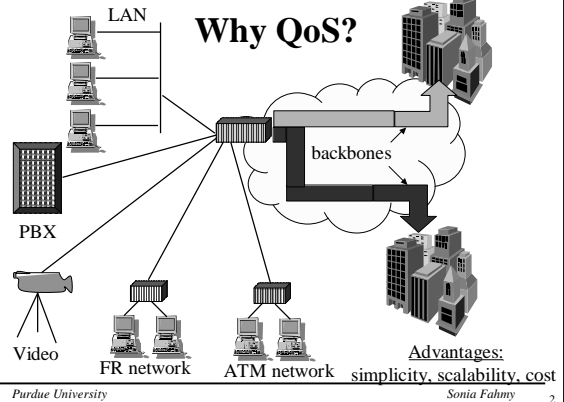 LAN
Why QoS?
backbones
PBX
Video
FR network
ATM network
Advantages:
simplicity, scalability, cost
Purdue University
Sonia Fahmy
2